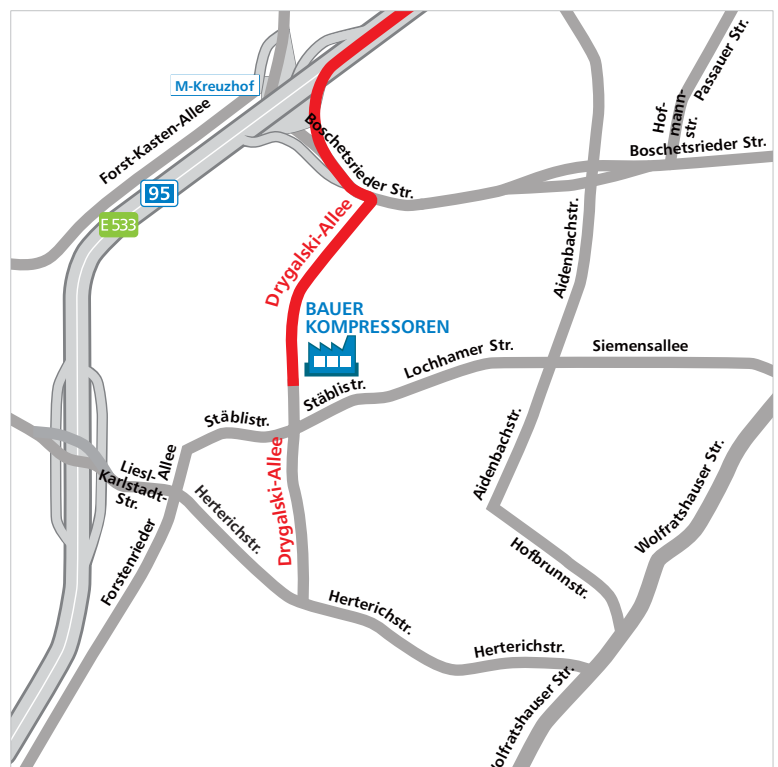 Passauer Str.
Hof-
mann-
str.
M-Kreuzhof
Forst-Kasten-Allee
Boschetsrieder Str.
Boschetsrieder Str.
95
E 533
Drygalski-Allee
Aidenbachstr.
BAUER
KOMPRESSOREN
Lochhamer Str.
Siemensallee
Stäblistr.
Stäblistr.
Aidenbachstr.
Wolfratshauser Str.
Drygalski-Allee
Liesl-
Karlstadt-
Str.
Forstenrieder Allee
Herterichstr.
Hofbrunnstr.
Herterichstr.
Herterichstr.
olfratshauser Str.